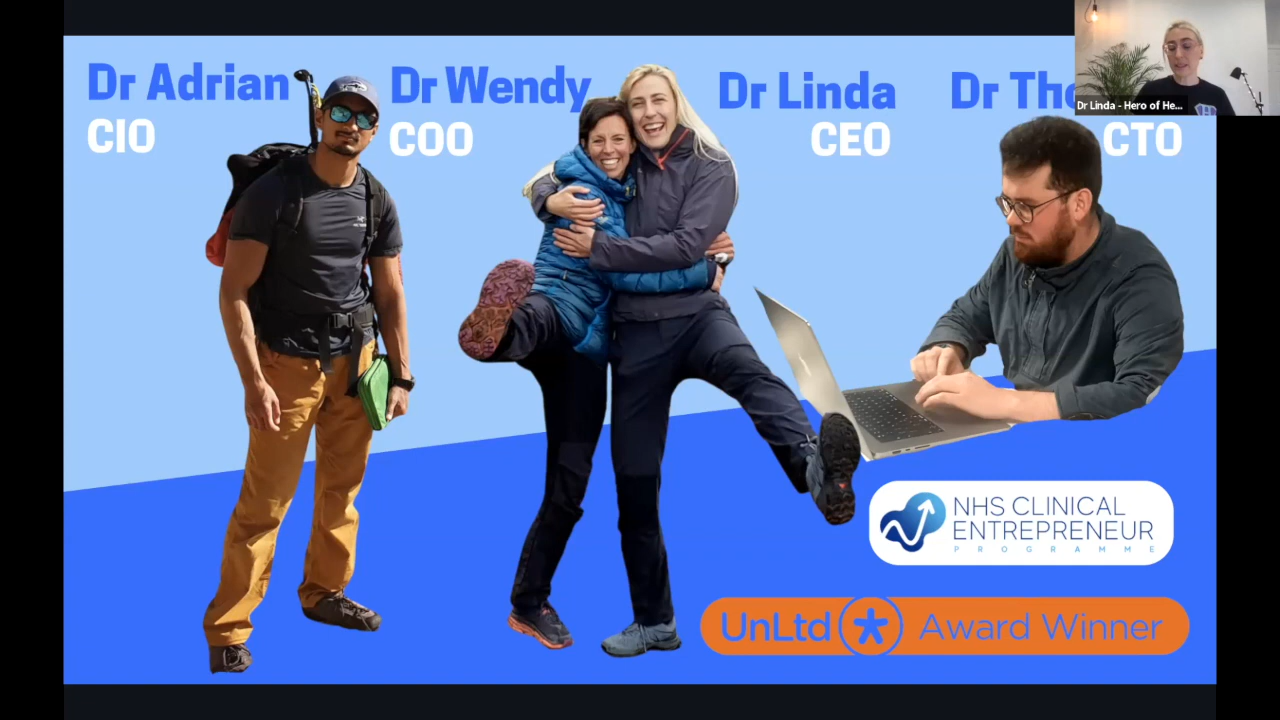 Dr Adrian
CIO
Dr Wendy
COO
Dr Linda
CEO
Dr Tho
CTO
Dr Linda - Hero of He...
NHS CLINICAL
ENTREPRENEUR
PROGRAMME
UnLtd Award Winner